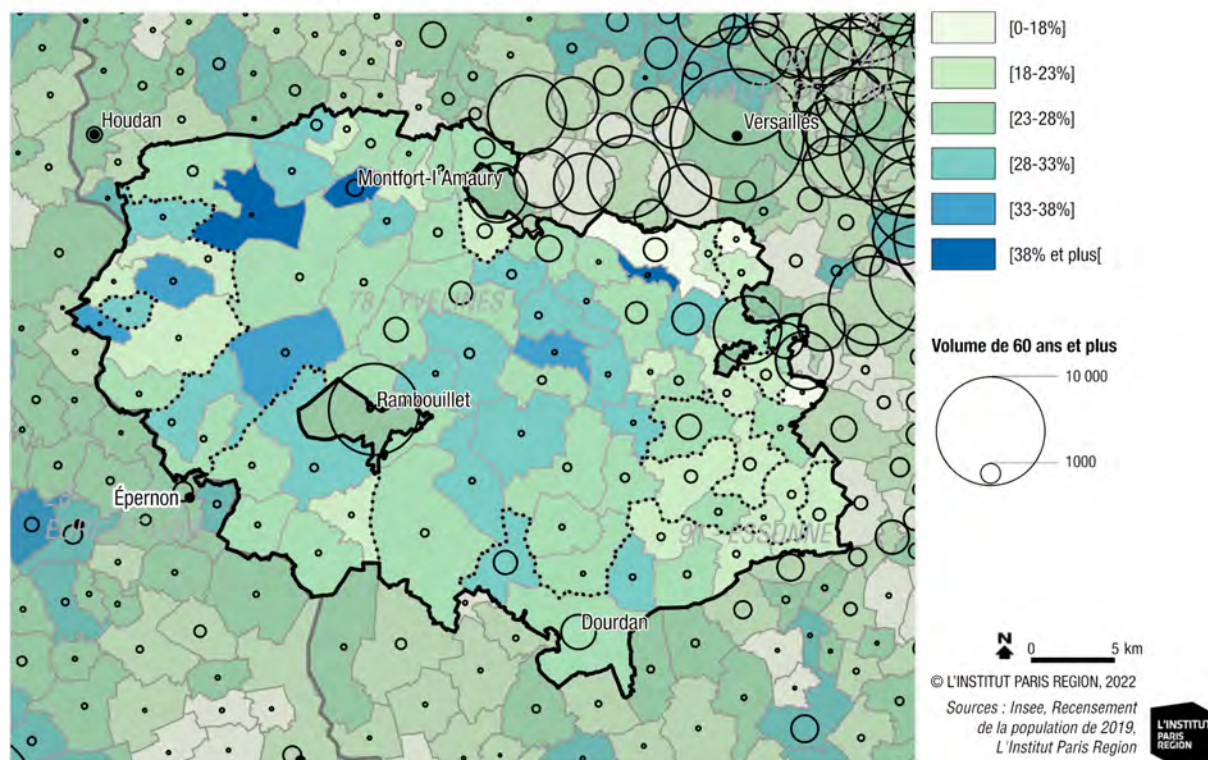 Houdan
Versailles
Montfort-l'Amaury
78 - YVELINES
Rambouillet
Épernon
91 - ESSONNE
Dourdan
[0-18%]
[18-23%]
[23-28%]
[28-33%]
[33-38%]
[38% et plus[
Volume de 60 ans et plus
10 000
1000
N
0 5 km
© L'INSTITUT PARIS REGION, 2022
Sources : Insee, Recensement
de la population de 2019,
L'Institut Paris Region
L'INSTITUT
PARIS
REGION